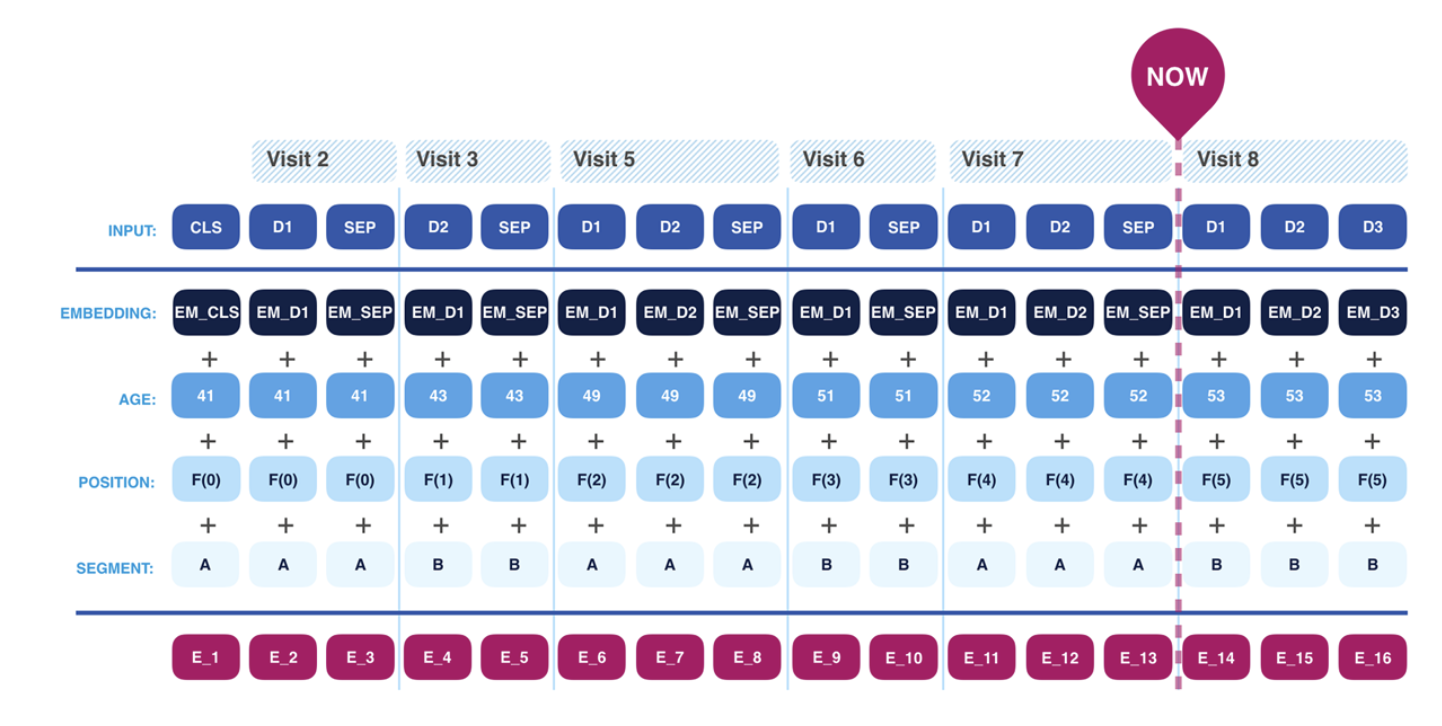 NOW
Visit 2 Visit 3 Visit 5 Visit 6 Visit 7 Visit 8
INPUT: CLS D1 SEP D2 SEP D1 D2 SEP D1 SEP D1 D2 SEP D1 D2 D3
EMBEDDING: EM_CLS EM_D1 EM_SEP EM_D1 EM_SEP EM_D1 EM_D2 EM_SEP EM_D1 EM_SEP EM_D1 EM_D2 EM_SEP EM_D1 EM_D2 EM_D3
+ + + + + + + + + + + + + + + +
AGE: 41 41 41 43 43 49 49 49 51 51 52 52 52 53 53 53
+ + + + + + + + + + + + + + + +
POSITION: F(0) F(0) F(0) F(1) F(1) F(2) F(2) F(2) F(3) F(3) F(4) F(4) F(4) F(5) F(5) F(5)
+ + + + + + + + + + + + + + + +
SEGMENT: A A A B B A A A B B A A A B B B
E_1 E_2 E_3 E_4 E_5 E_6 E_7 E_8 E_9 E_10 E_11 E_12 E_13 E_14 E_15 E_16